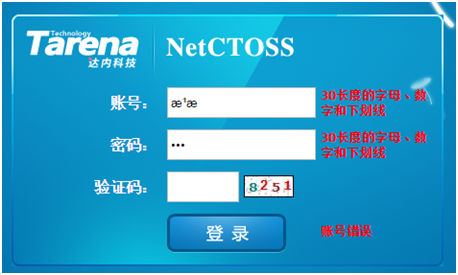 Technology
Tarena
达内科技
NetCTOSS
账号：
æ¹æ
30长度的字母、数
字和下划线
密码：
•••
30长度的字母、数
字和下划线
验证码：
8251
登 录
账号错误